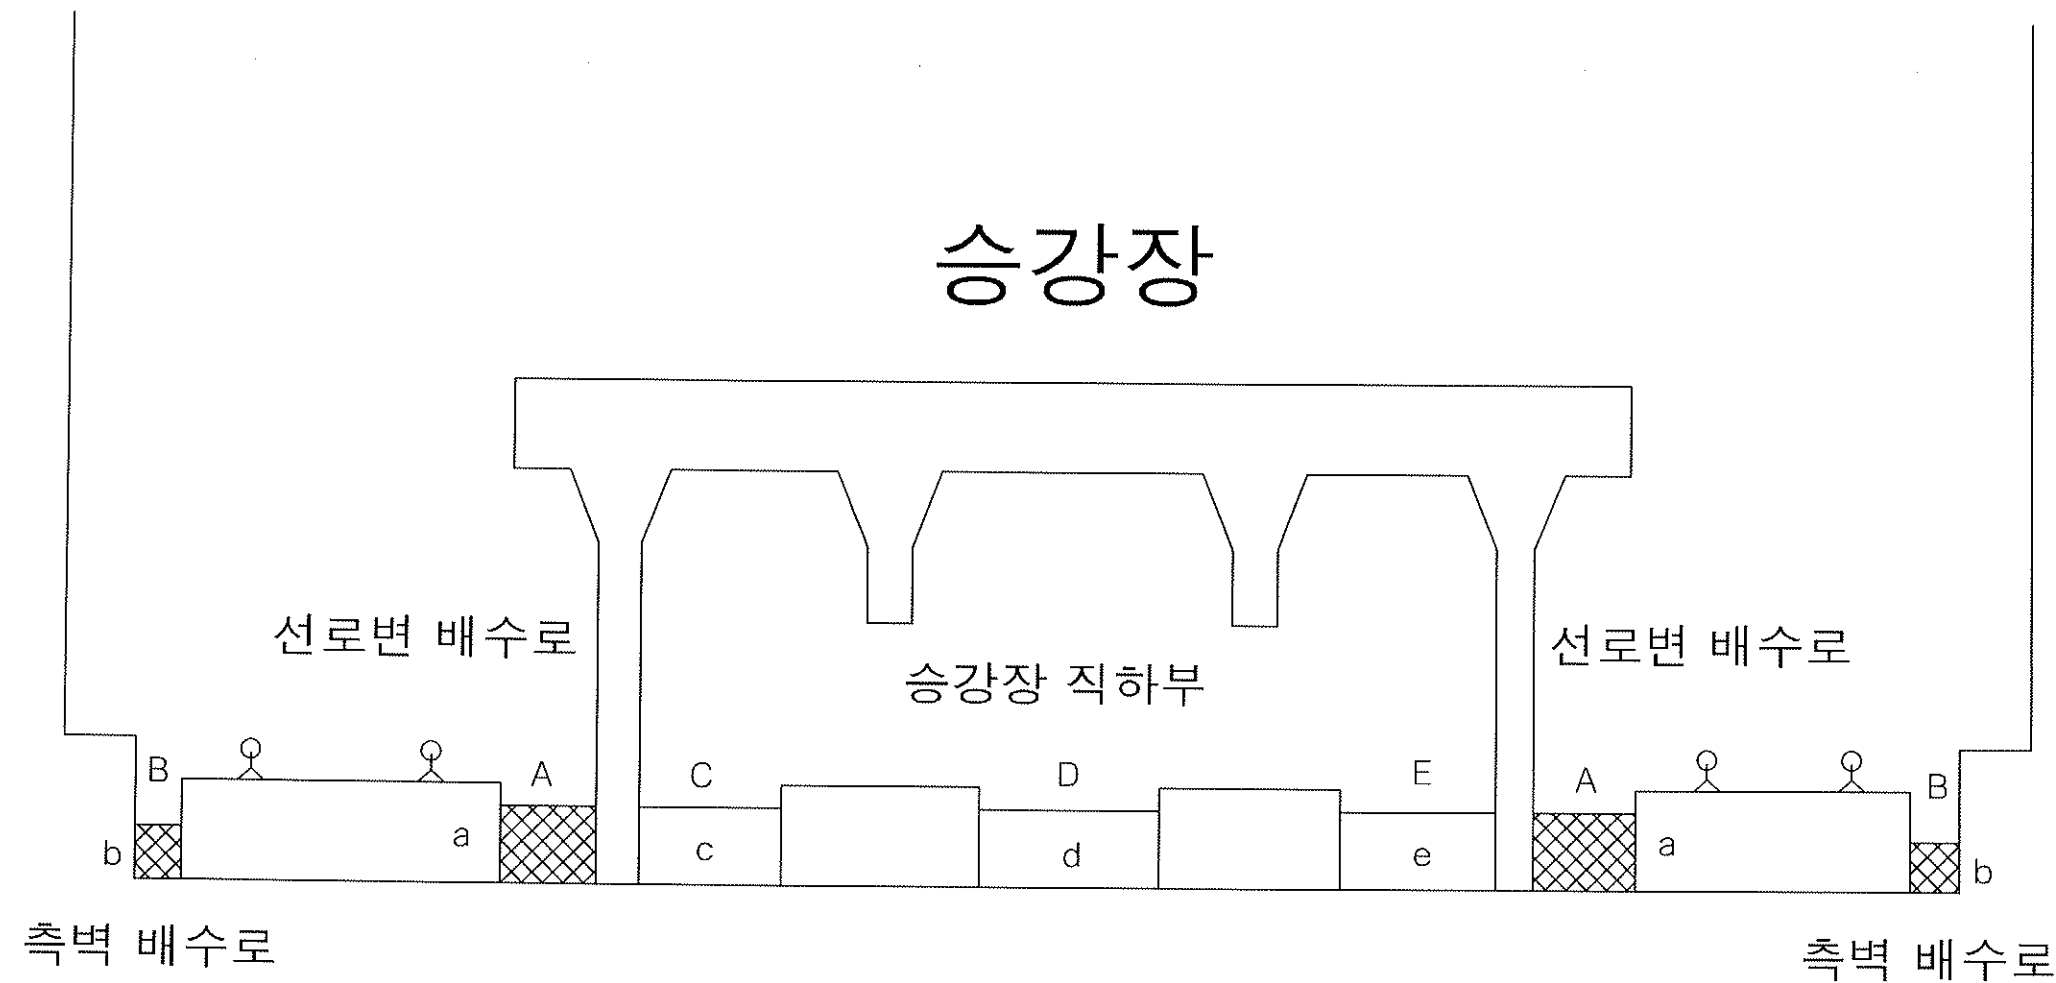 승강장
선로변 배수로
선로변 배수로
승강장 직하부
B A C D E A B
b a c d e a b
측벽 배수로
측벽 배수로